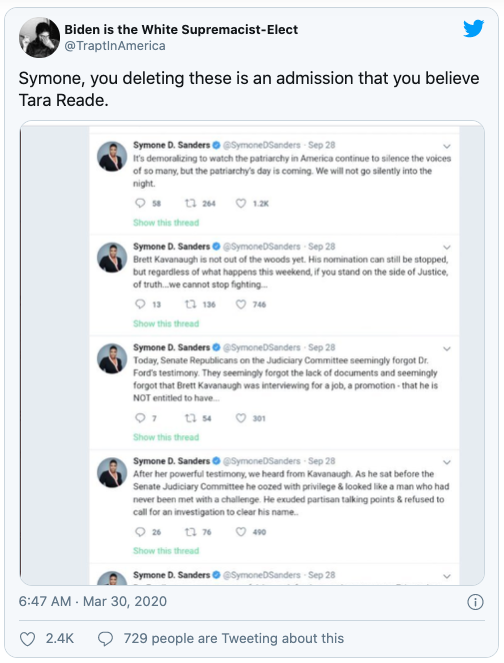 Biden is the White Supremacist-Elect
@TraptInAmerica
Symone, you deleting these is an admission that you believe
Tara Reade.
Symone D. Sanders @SymoneDSanders · Sep 28
It's demoralizing to watch the patriarchy in America continue to silence the voices
of so many, but the patriarchy's day is coming. We will not go silently into the
night.
58 264 1.2K
Show this thread
Symone D. Sanders @SymoneDSanders · Sep 28
Brett Kavanaugh is not out of the woods yet. His nomination can still be stopped,
but regardless of what happens this weekend, if you stand on the side of Justice,
of truth...we cannot stop fighting...
13 136 746
Show this thread
Symone D. Sanders @SymoneDSanders · Sep 28
Today, Senate Republicans on the Judiciary Committee seemingly forgot Dr.
Ford's testimony. They seemingly forgot the lack of documents and seemingly
forgot that Brett Kavanaugh was interviewing for a job, a promotion - that he is
NOT entitled to have...
7 54 301
Show this thread
Symone D. Sanders @SymoneDSanders · Sep 28
After her powerful testimony, we heard from Kavanaugh. As he sat before the
Senate Judiciary Committee he oozed with privilege & looked like a man who had
never been met with a challenge. He exuded partisan talking points & refused to
call for an investigation to clear his name..
26 76 490
Show this thread
Symone D. Sanders @SymoneDSanders · Sep 28
6:47 AM · Mar 30, 2020
2.4K 729 people are Tweeting about this